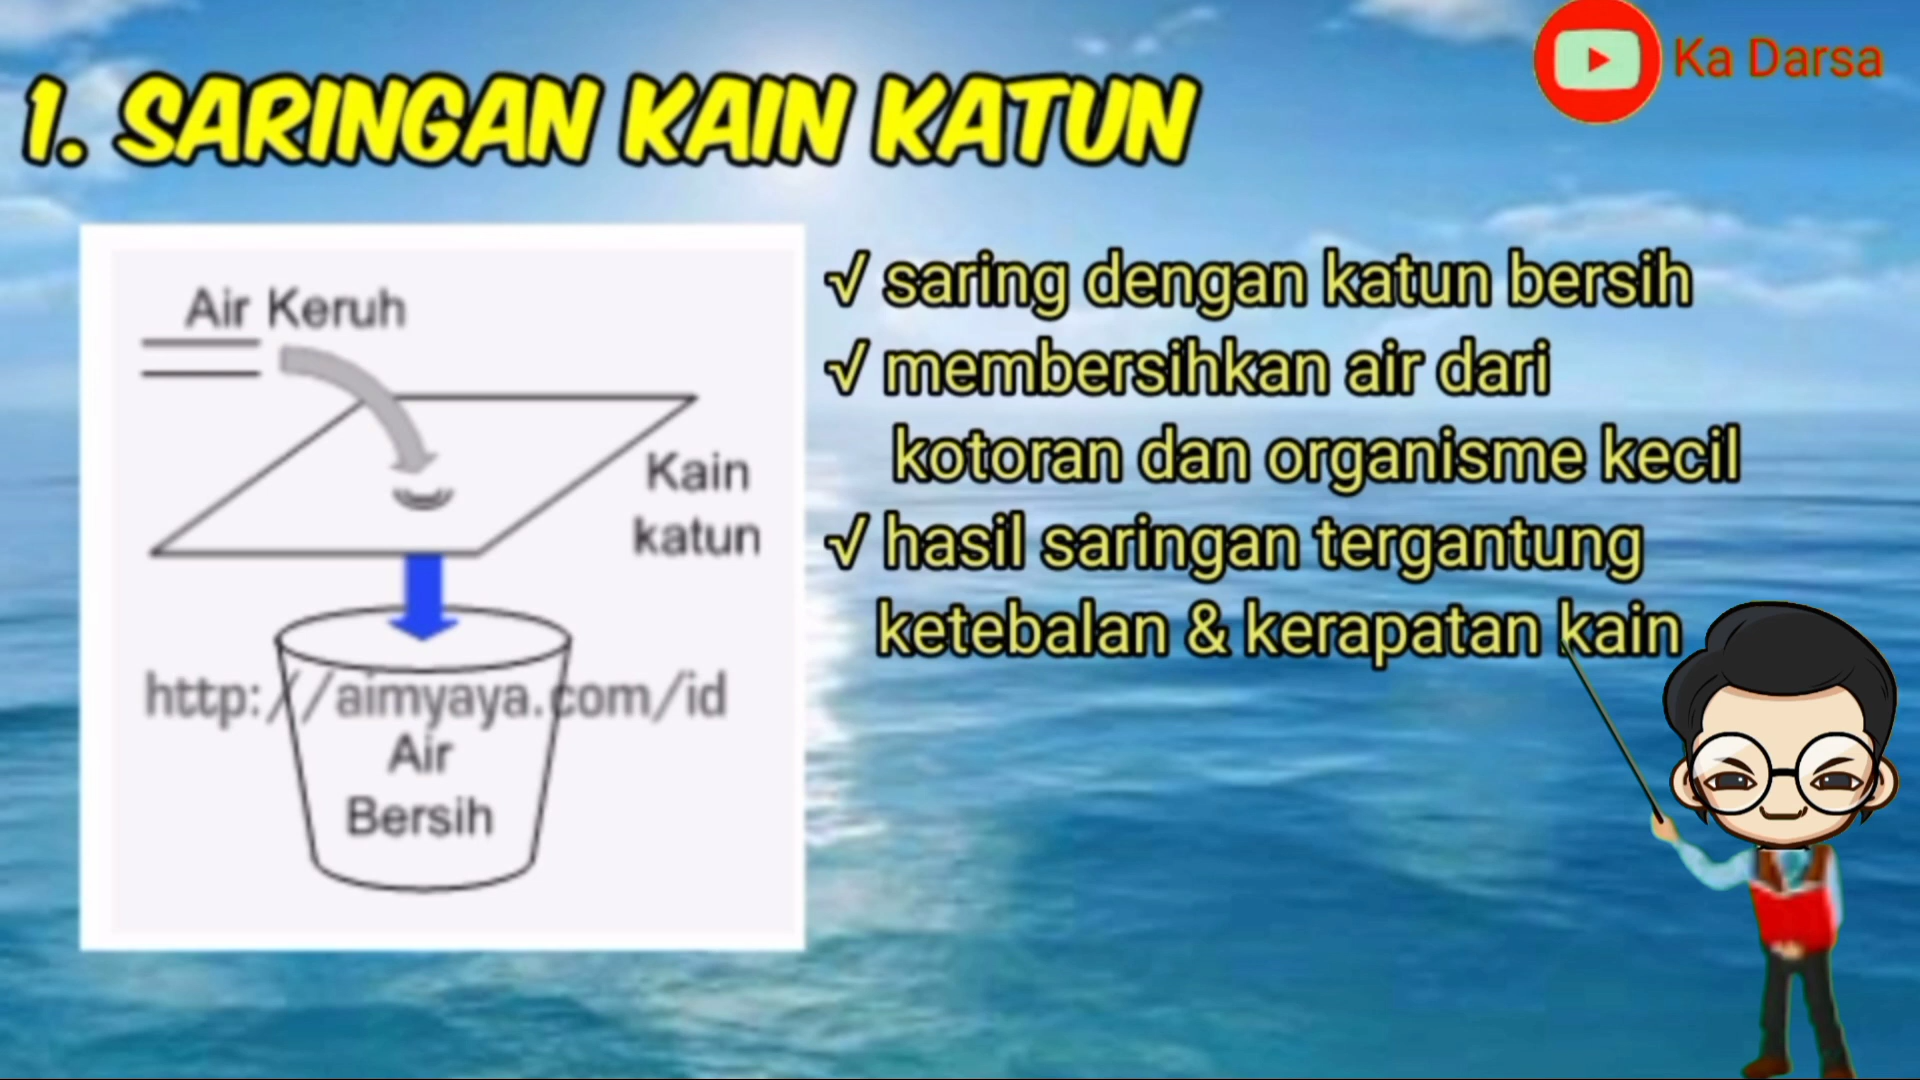 Ka Darsa
1. SARINGAN KAIN KATUN
Air Keruh
Kain
katun
http://aimyaya.com/id
Air
Bersih
√ saring dengan katun bersih
√ membersihkan air dari
kotoran dan organisme kecil
√ hasil saringan tergantung
ketebalan & kerapatan kain